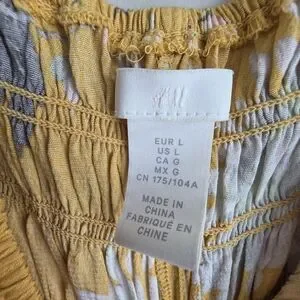 H&M
EUR L
US L
CA G
MX G
CN 175/104A
MADE IN
CHINA
FABRIQUÉ EN
CHINE